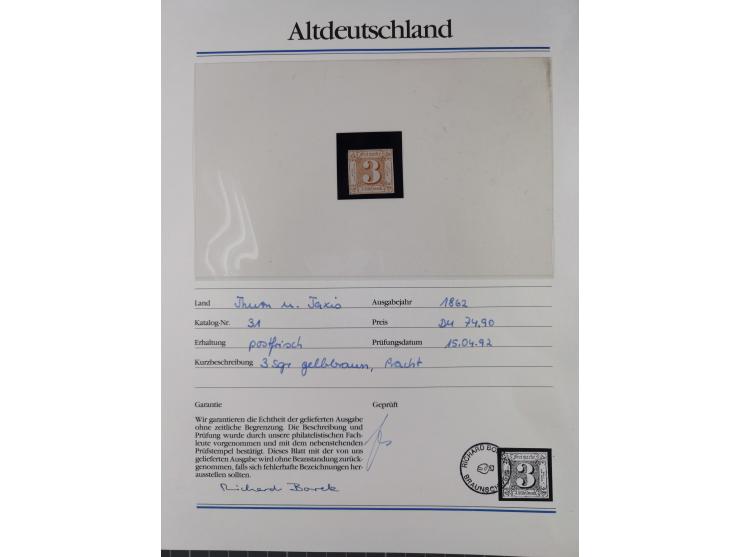 Altdeutschland
3
Land Thurn u. Taxis Ausgabejahr 1862
Katalog-Nr. 31 Preis DM 74.90
Erhaltung postfrisch Prüfungsdatum 15.04.92
Kurzbeschreibung 3 Sgr gelbbraun, Pracht
Garantie Geprüft
Wir garantieren die Echtheit der gelieferten Ausgabe
ohne zeitliche Begrenzung. Die Beschreibung und
Prüfung wurde durch unsere philatelistischen Fach-
leute vorgenommen und mit dem nebenstehenden
Prüfstempel bestätigt. Dieses Blatt mit der von uns
gelieferten Ausgabe wird ohne Beanstandung zurück-
genommen, falls sich fehlerhafte Bezeichnungen her-
ausstellen sollten.
Richard Borek
RICHARD BO
BRAUNSC
3